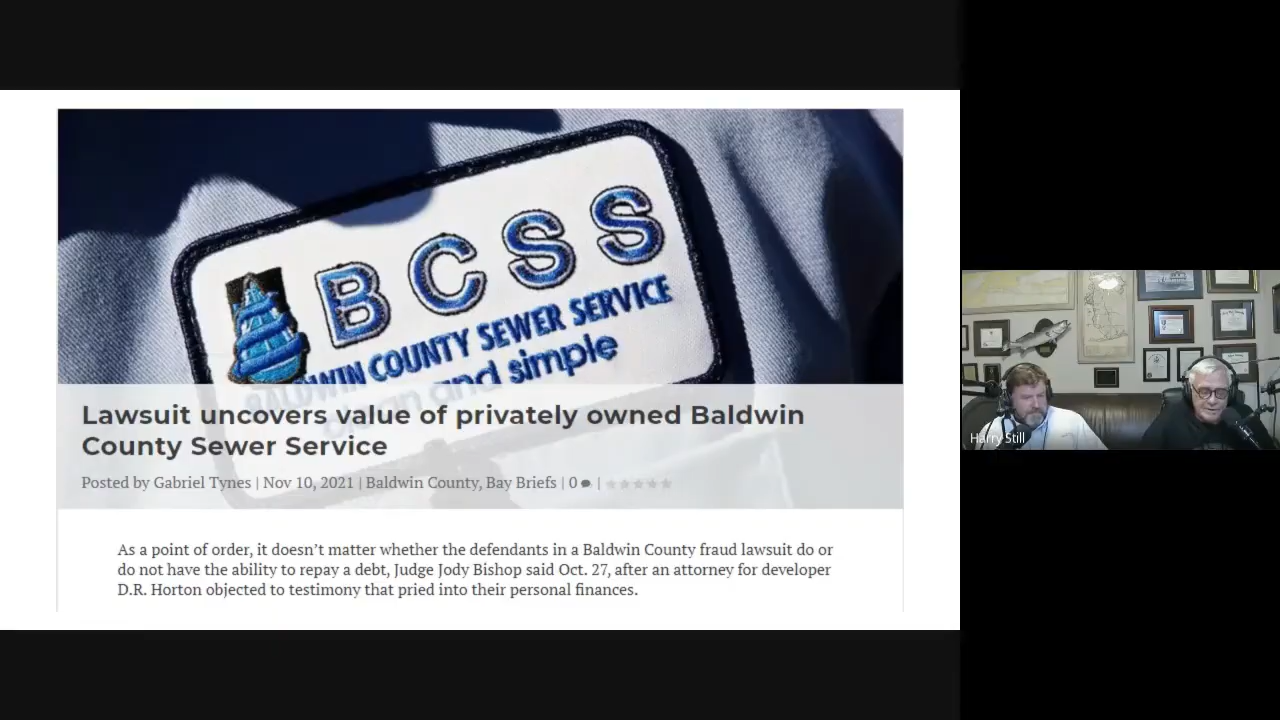 B C S S
BALDWIN COUNTY SEWER SERVICE
and simple
Lawsuit uncovers value of privately owned Baldwin
County Sewer Service
Posted by Gabriel Tynes | Nov 10, 2021 | Baldwin County, Bay Briefs | 0 |
As a point of order, it doesn’t matter whether the defendants in a Baldwin County fraud lawsuit do or
do not have the ability to repay a debt, Judge Jody Bishop said Oct. 27, after an attorney for developer
D.R. Horton objected to testimony that pried into their personal finances.
Harry Still